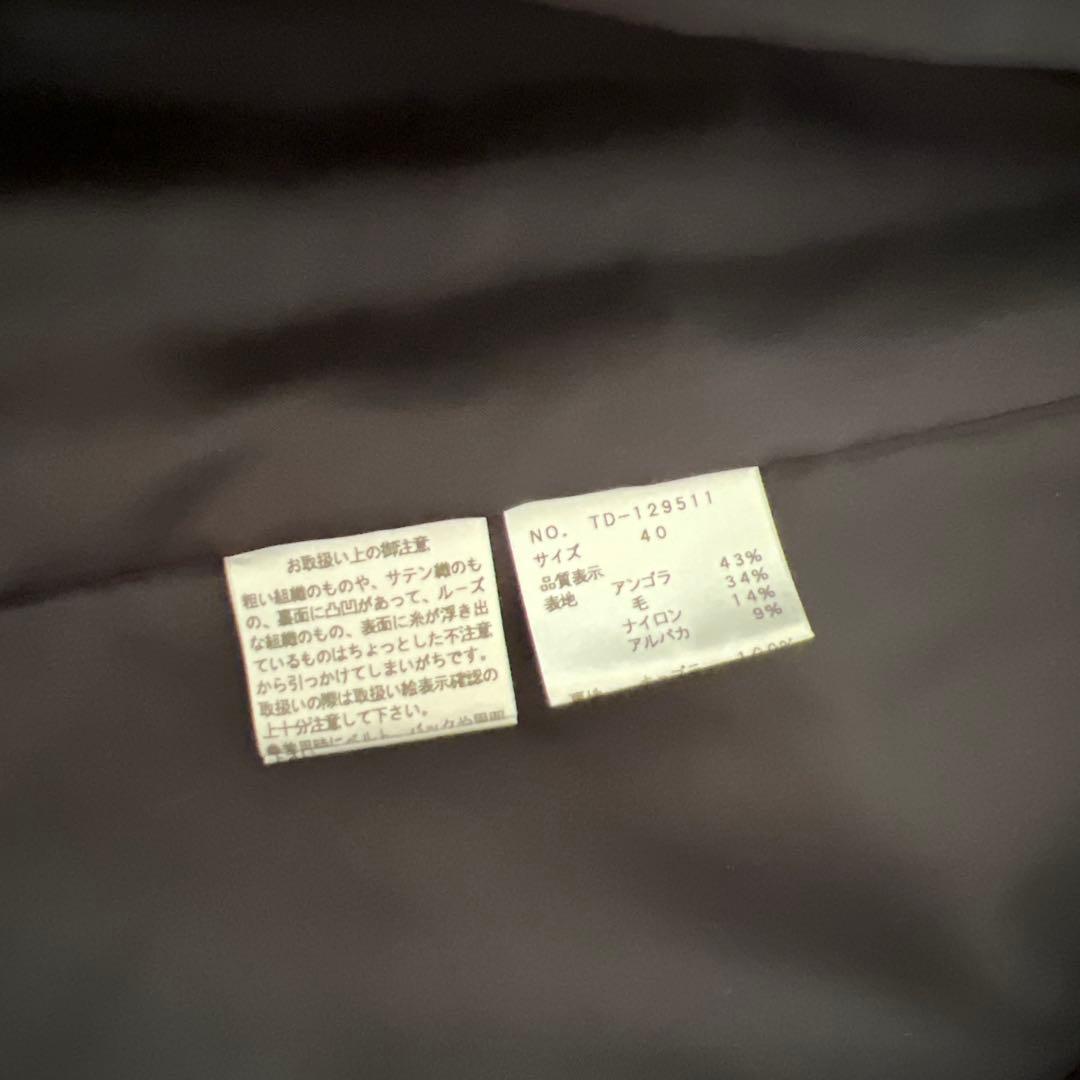 お取扱い上の御注意
粗い組織のものや、サテン織のも
の、裏面に凸凹があって、ルーズ
な組織のもの、表面に糸が浮き出
ているものはちょっとした不注意
から引っかけてしまいがちです。
取扱いの際は取扱い絵表示確認の
上十分注意して下さい。
NO. TD-129511
サイズ 40
品質表示
表地 アンゴラ 43%
毛 34%
ナイロン 14%
アルパカ 9%
100%